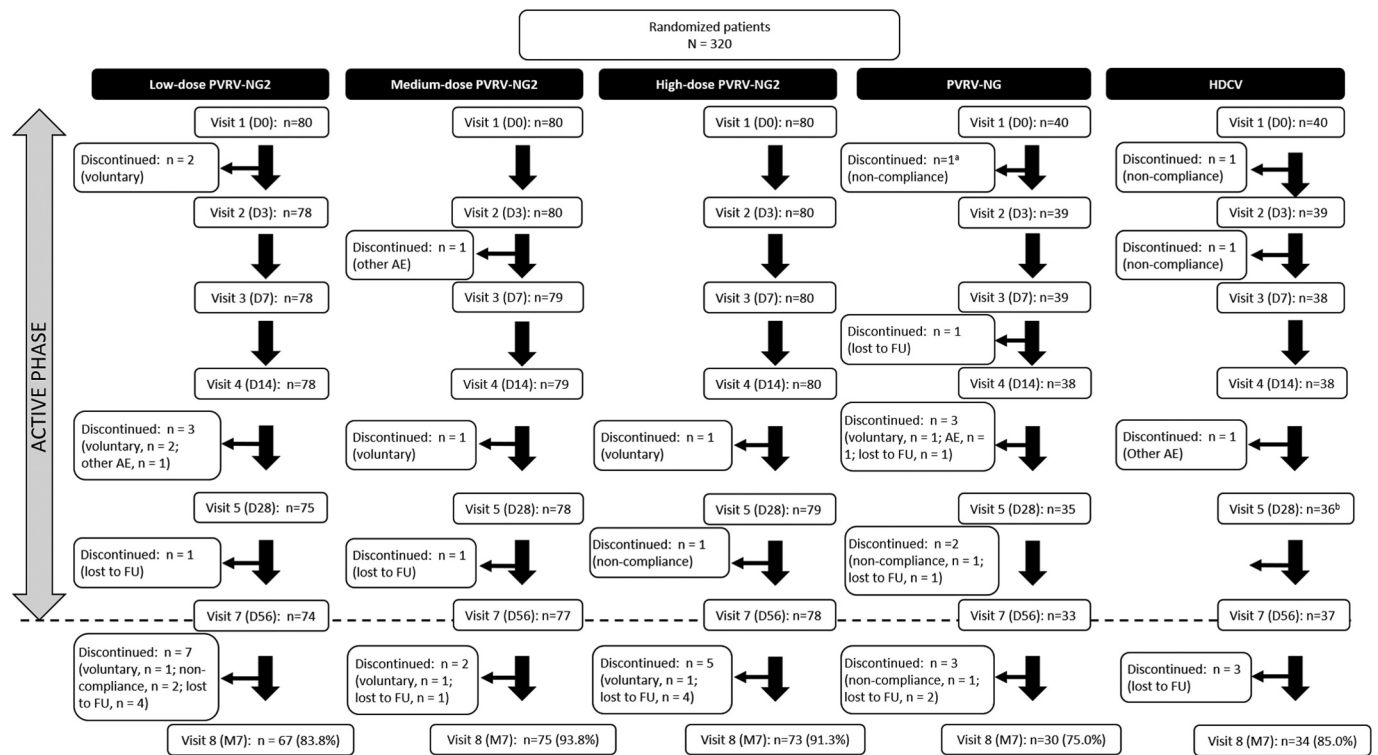 Randomized patients
N = 320
Low-dose PVRV-NG2
Medium-dose PVRV-NG2
High-dose PVRV-NG2
PVRV-NG
HDCV
ACTIVE PHASE
Visit 1 (D0): n=80
Visit 1 (D0): n=80
Visit 1 (D0): n=80
Visit 1 (D0): n=40
Visit 1 (D0): n=40
Discontinued: n = 2
(voluntary)
Discontinued: n=1ª
(non-compliance)
Discontinued: n = 1
(non-compliance)
Visit 2 (D3): n=78
Visit 2 (D3): n=80
Visit 2 (D3): n=80
Visit 2 (D3): n=39
Visit 2 (D3): n=39
Discontinued: n = 1
(other AE)
Discontinued: n = 1
(non-compliance)
Visit 3 (D7): n=78
Visit 3 (D7): n=79
Visit 3 (D7): n=80
Visit 3 (D7): n=39
Visit 3 (D7): n=38
Discontinued: n = 1
(lost to FU)
Visit 4 (D14): n=78
Visit 4 (D14): n=79
Visit 4 (D14): n=80
Visit 4 (D14): n=38
Visit 4 (D14): n=38
Discontinued: n = 3
(voluntary, n = 2;
other AE, n = 1)
Discontinued: n = 1
(voluntary)
Discontinued: n = 1
(voluntary)
Discontinued: n = 3
(voluntary, n = 1; AE, n =
1; lost to FU, n = 1)
Discontinued: n = 1
(Other AE)
Visit 5 (D28): n=75
Visit 5 (D28): n=78
Visit 5 (D28): n=79
Visit 5 (D28): n=35
Visit 5 (D28): n=36ᵇ
Discontinued: n = 1
(lost to FU)
Discontinued: n = 1
(lost to FU)
Discontinued: n = 1
(non-compliance)
Discontinued: n =2
(non-compliance, n = 1;
lost to FU, n = 1)
Visit 7 (D56): n=74
Visit 7 (D56): n=77
Visit 7 (D56): n=78
Visit 7 (D56): n=33
Visit 7 (D56): n=37
Discontinued: n = 7
(voluntary, n = 1; non-
compliance, n = 2; lost
to FU, n = 4)
Discontinued: n = 2
(voluntary, n = 1;
lost to FU, n = 1)
Discontinued: n = 5
(voluntary, n = 1;
lost to FU, n = 4)
Discontinued: n = 3
(non-compliance, n = 1;
lost to FU, n = 2)
Discontinued: n = 3
(lost to FU)
Visit 8 (M7): n = 67 (83.8%)
Visit 8 (M7): n=75 (93.8%)
Visit 8 (M7): n=73 (91.3%)
Visit 8 (M7): n=30 (75.0%)
Visit 8 (M7): n=34 (85.0%)